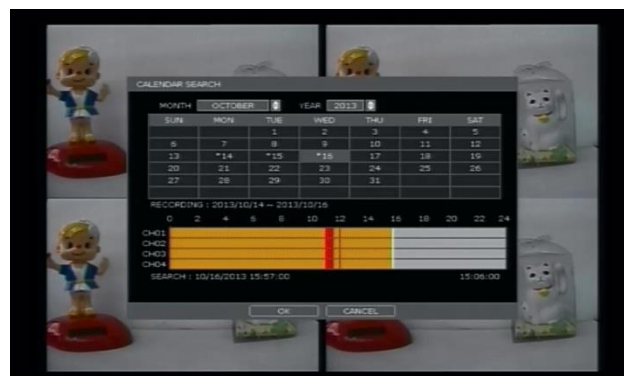 CALENDAR SEARCH
MONTH OCTOBER YEAR 2013
SUN MON TUE WED THU FRI SAT
1 2 3 4 5
6 7 8 9 10 11 12
13 *14 *15 *16 17 18 19
20 21 22 23 24 25 26
27 28 29 30 31
RECORDING : 2013/10/14 ~ 2013/10/16
0 2 4 6 8 10 12 14 16 18 20 22 24
CH01
CH02
CH03
CH04
SEARCH : 10/16/2013 15:57:00 15:06:00
OK CANCEL